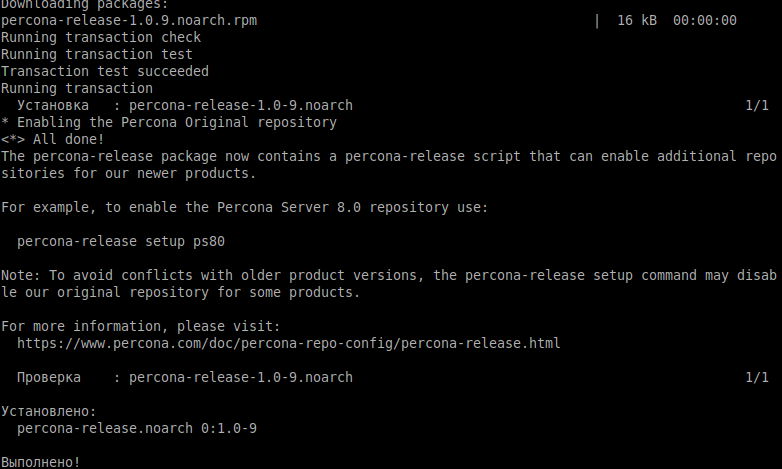 Downloading packages:
percona-release-1.0.9.noarch.rpm | 16 kB 00:00:00
Running transaction check
Running transaction test
Transaction test succeeded
Running transaction
  Установка : percona-release-1.0-9.noarch 1/1
* Enabling the Percona Original repository
<*> All done!
The percona-release package now contains a percona-release script that can enable additional repo
sitories for our newer products.

For example, to enable the Percona Server 8.0 repository use:

  percona-release setup ps80

Note: To avoid conflicts with older product versions, the percona-release setup command may disab
le our original repository for some products.

For more information, please visit:
  https://www.percona.com/doc/percona-repo-config/percona-release.html

  Проверка : percona-release-1.0-9.noarch 1/1

Установлено:
  percona-release.noarch 0:1.0-9

Выполнено!